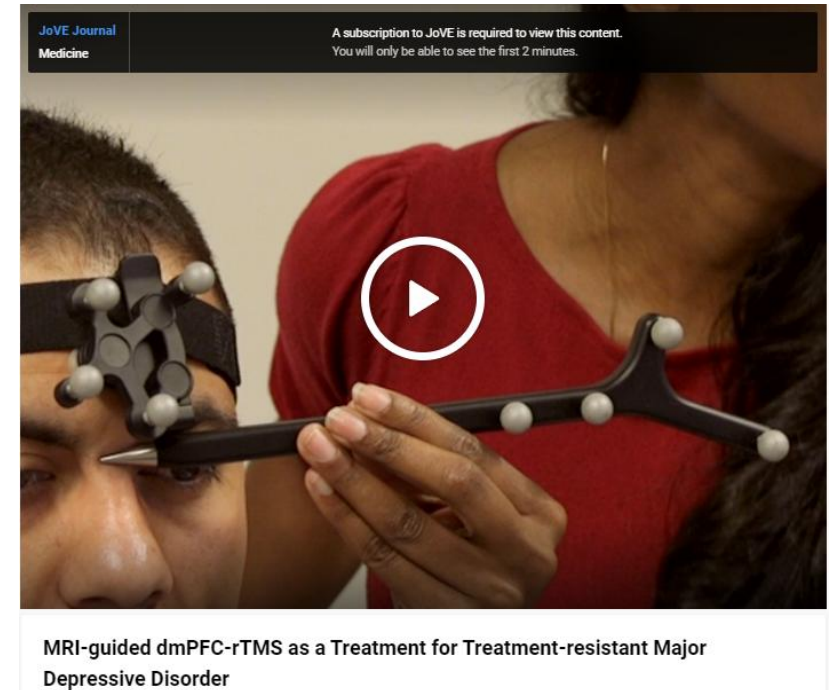 JoVE Journal
Medicine
A subscription to JoVE is required to view this content.
You will only be able to see the first 2 minutes.
MRI-guided dmPFC-rTMS as a Treatment for Treatment-resistant Major
Depressive Disorder